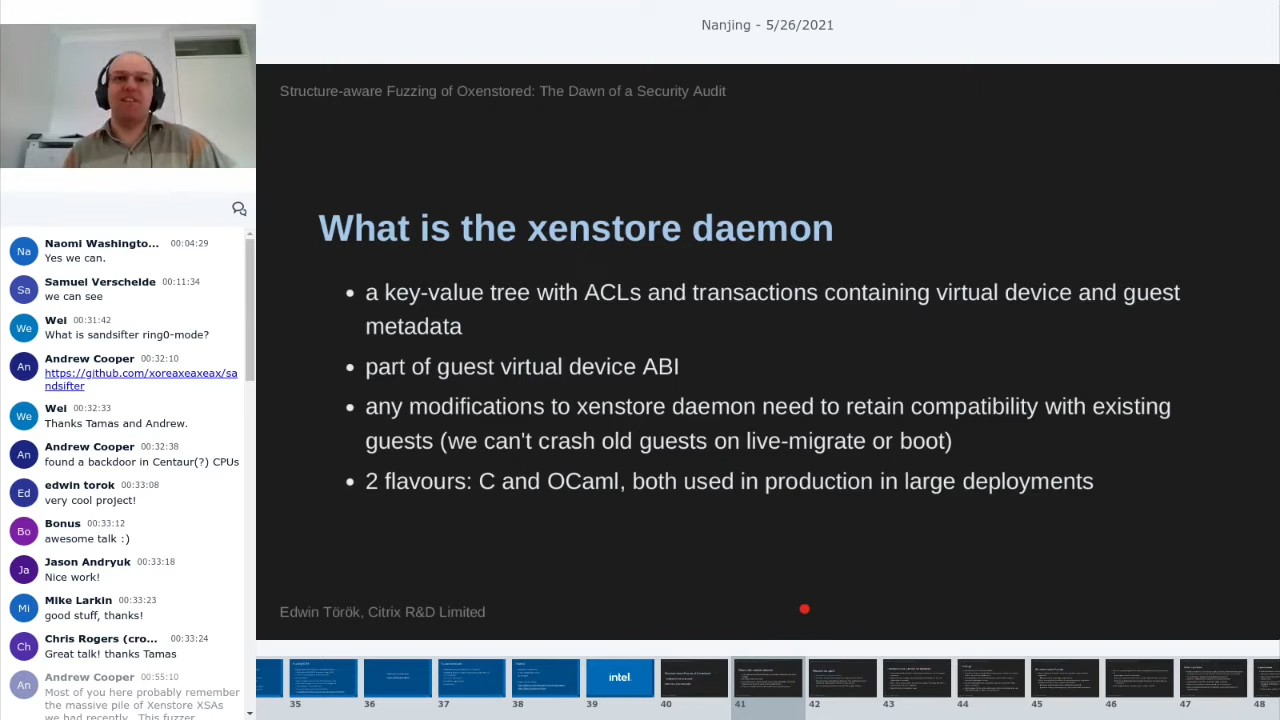 Nanjing - 5/26/2021
Structure-aware Fuzzing of Oxenstored: The Dawn of a Security Audit
What is the xenstore daemon
• a key-value tree with ACLs and transactions containing virtual device and guest
metadata
• part of guest virtual device ABI
• any modifications to xenstore daemon need to retain compatibility with existing
guests (we can't crash old guests on live-migrate or boot)
• 2 flavours: C and OCaml, both used in production in large deployments
Edwin Török, Citrix R&D Limited
Na Naomi Washingto... 00:04:29
Yes we can.
Sa Samuel Verschelde 00:11:34
we can see
We Wei 00:31:42
What is sandsifter ring0-mode?
An Andrew Cooper 00:32:10
https://github.com/xoreaxeaxeax/sa
ndsifter
We Wei 00:32:33
Thanks Tamas and Andrew.
An Andrew Cooper 00:32:38
found a backdoor in Centaur(?) CPUs
Ed edwin torok 00:33:08
very cool project!
Bo Bonus 00:33:12
awesome talk :)
Ja Jason Andryuk 00:33:18
Nice work!
Mi Mike Larkin 00:33:23
good stuff, thanks!
Ch Chris Rogers (cro... 00:33:24
Great talk! thanks Tamas
An Andrew Cooper 00:55:10
Most of you here probably remember
the massive pile of Xenstore XSAs
we had recently. This fuzzer
intel
35 36 37 38 39 40 41 42 43 44 45 46 47 48